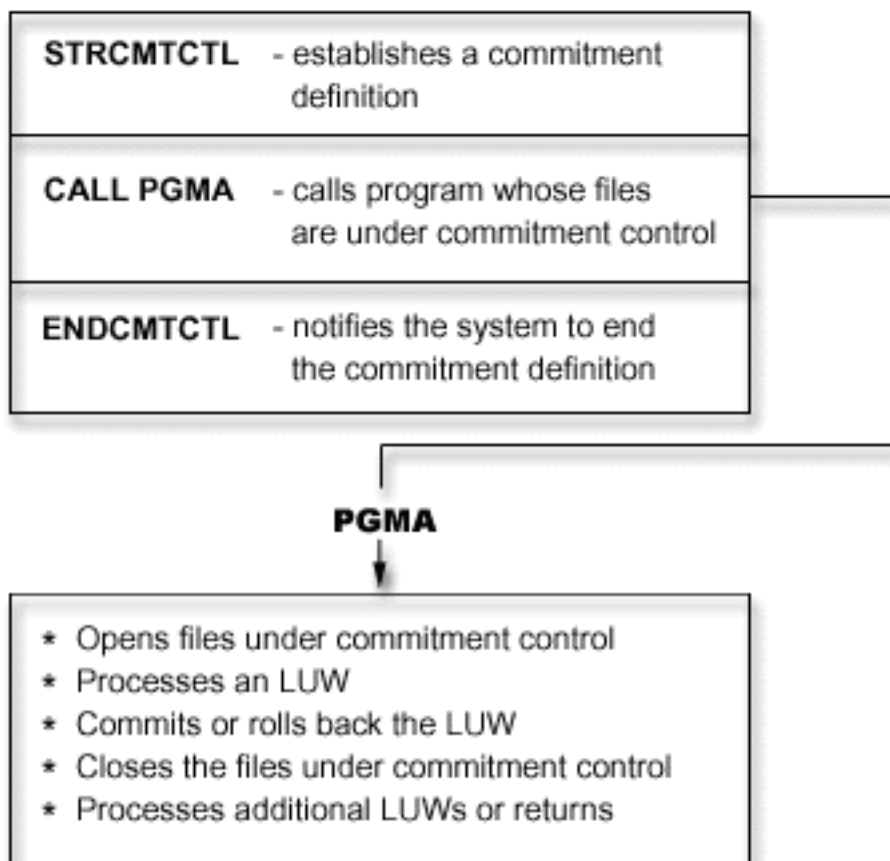 STRCMTCTL - establishes a commitment
definition
CALL PGMA - calls program whose files
are under commitment control
ENDCMTCTL - notifies the system to end
the commitment definition
PGMA
* Opens files under commitment control
* Processes an LUW
* Commits or rolls back the LUW
* Closes the files under commitment control
* Processes additional LUWs or returns